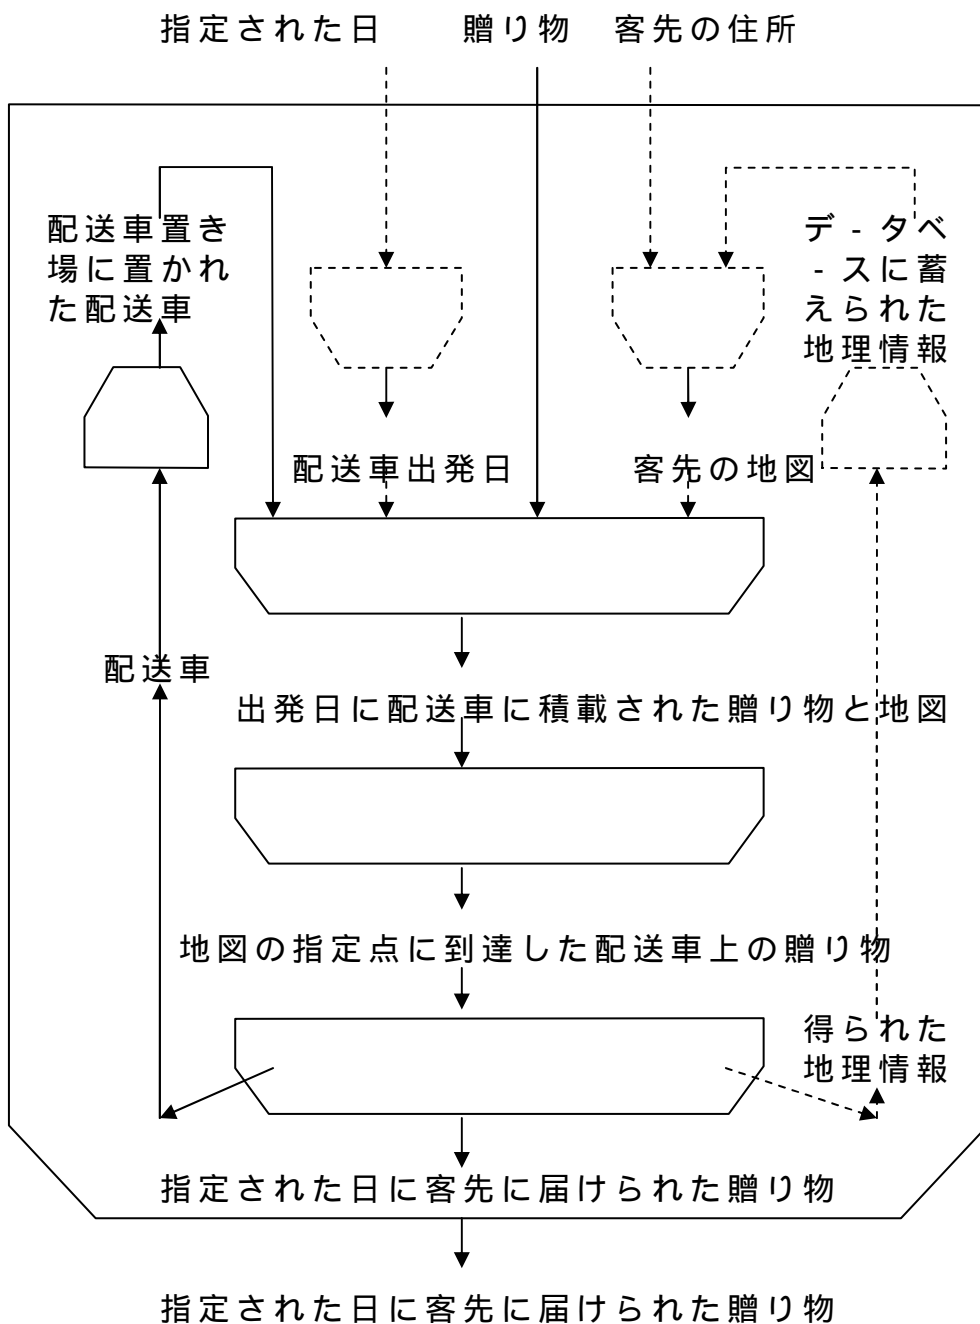 指定された日 贈り物 客先の住所
配送車置き
場に置かれ
た配送車
デ-タベ
-スに蓄
えられた
地理情報
配送車出発日 客先の地図
配送車
出発日に配送車に積載された贈り物と地図
地図の指定点に到達した配送車上の贈り物
得られた
地理情報
指定された日に客先に届けられた贈り物
指定された日に客先に届けられた贈り物